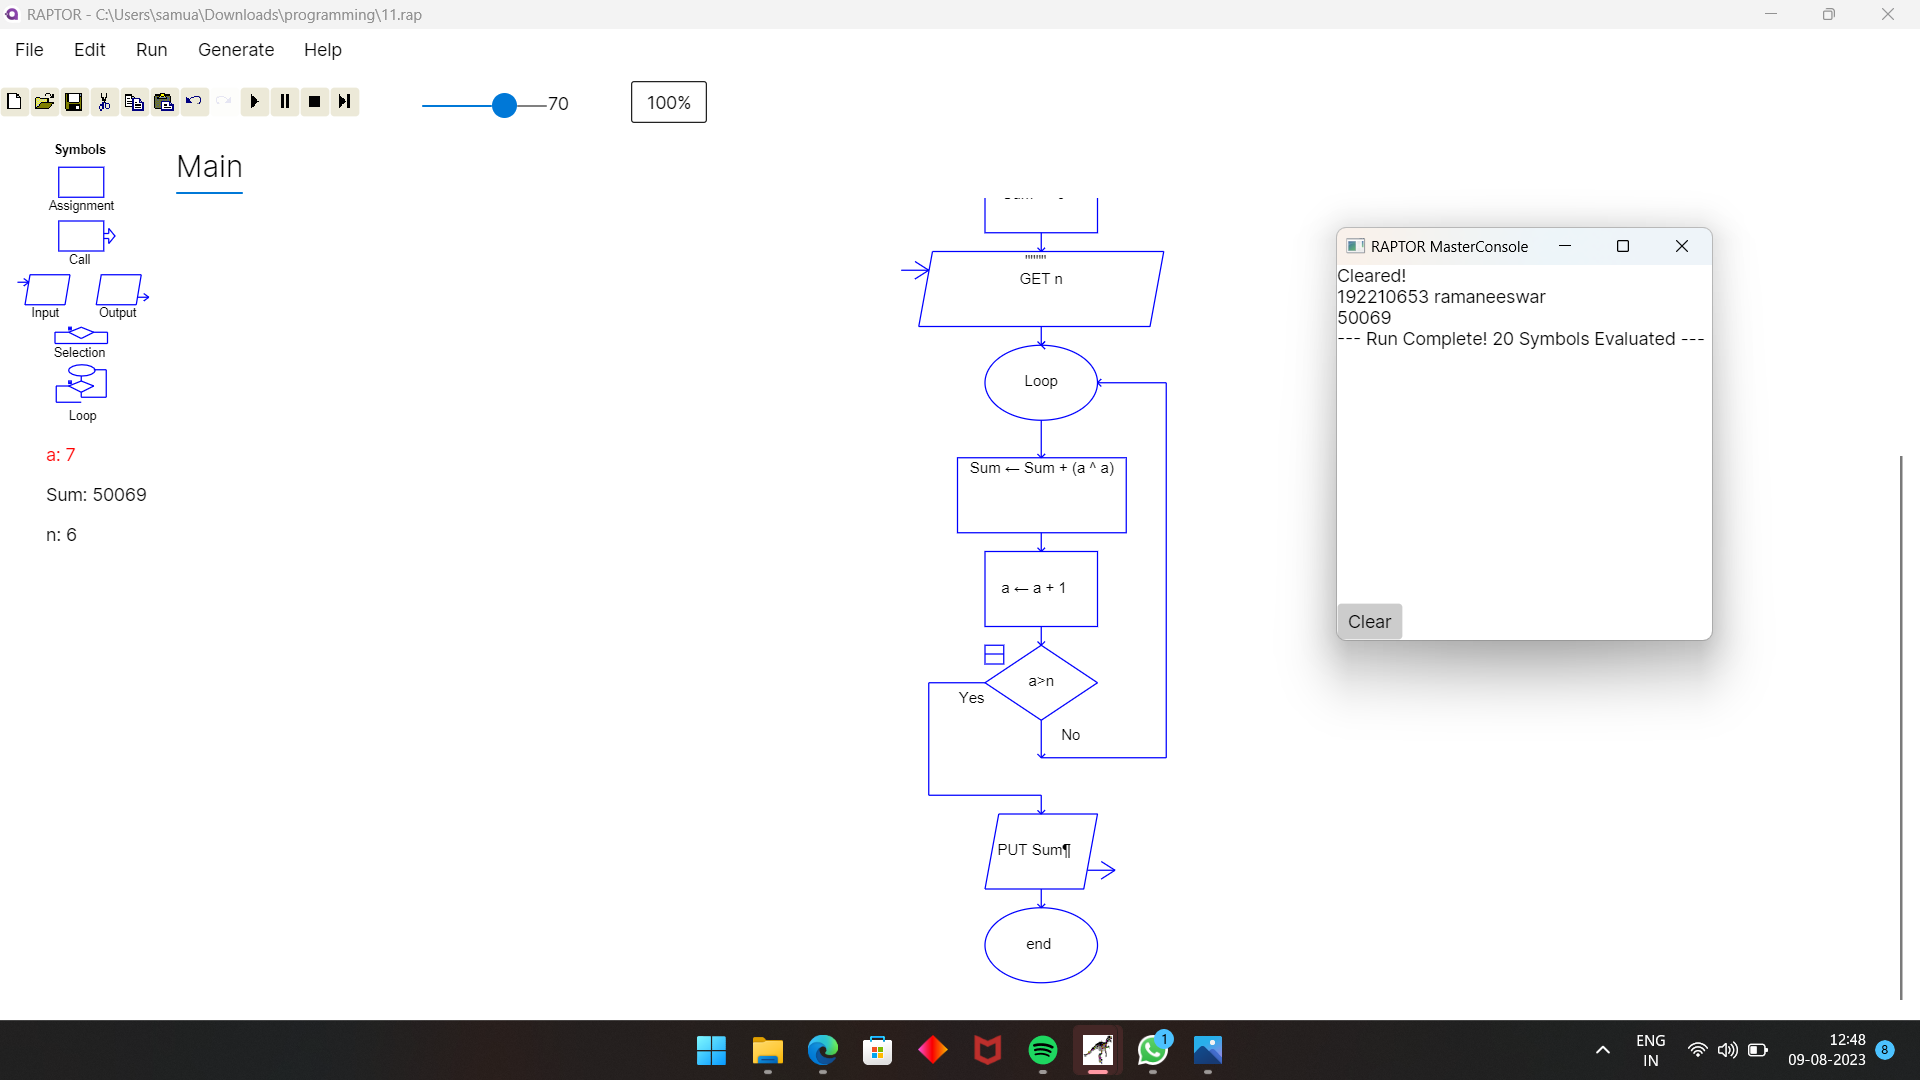 RAPTOR - C:\Users\samua\Downloads\programming\11.rap
File Edit Run Generate Help
70
100%
Symbols
Assignment
Call
Input Output
Selection
Loop
a: 7
Sum: 50069
n: 6
Main
""""
GET n
Loop
Sum ← Sum + (a ^ a)
a ← a + 1
a>n
Yes
No
PUT Sum¶
end
RAPTOR MasterConsole
Cleared!
192210653 ramaneeswar
50069
--- Run Complete! 20 Symbols Evaluated ---
Clear
1
ENG
IN
12:48
09-08-2023
8